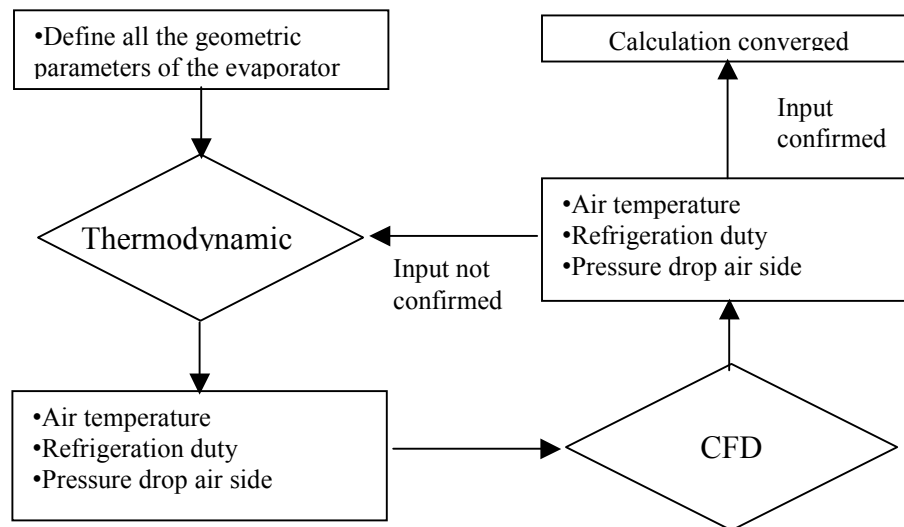 •Define all the geometric
parameters of the evaporator
Thermodynamic
•Air temperature
•Refrigeration duty
•Pressure drop air side
CFD
•Air temperature
•Refrigeration duty
•Pressure drop air side
Input not
confirmed
Input
confirmed
Calculation converged